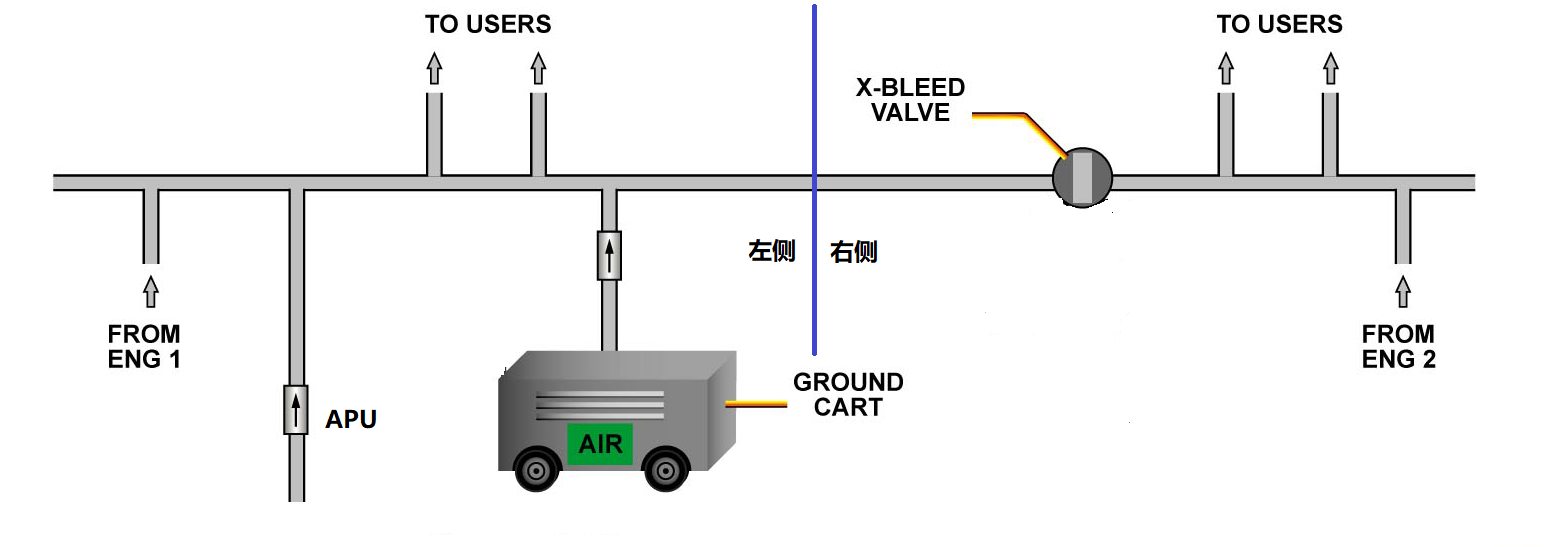 TO USERS
TO USERS
X-BLEED
VALVE
左侧
右侧
FROM
ENG 1
FROM
ENG 2
GROUND
CART
APU
AIR